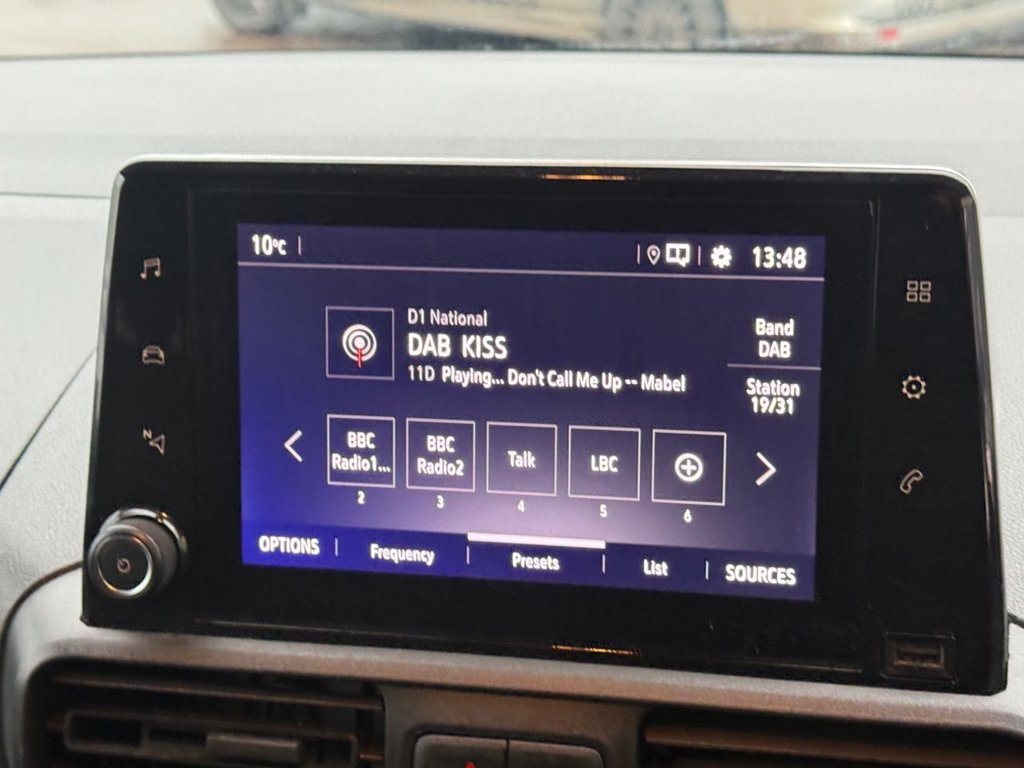 10°C
13:48
D1 National
DAB KISS
11D Playing... Don't Call Me Up -- Mabel
Band
DAB
Station
19/31
BBC
Radio1...
BBC
Radio2
Talk
LBC
2
3
4
5
6
OPTIONS
Frequency
Presets
List
SOURCES
N